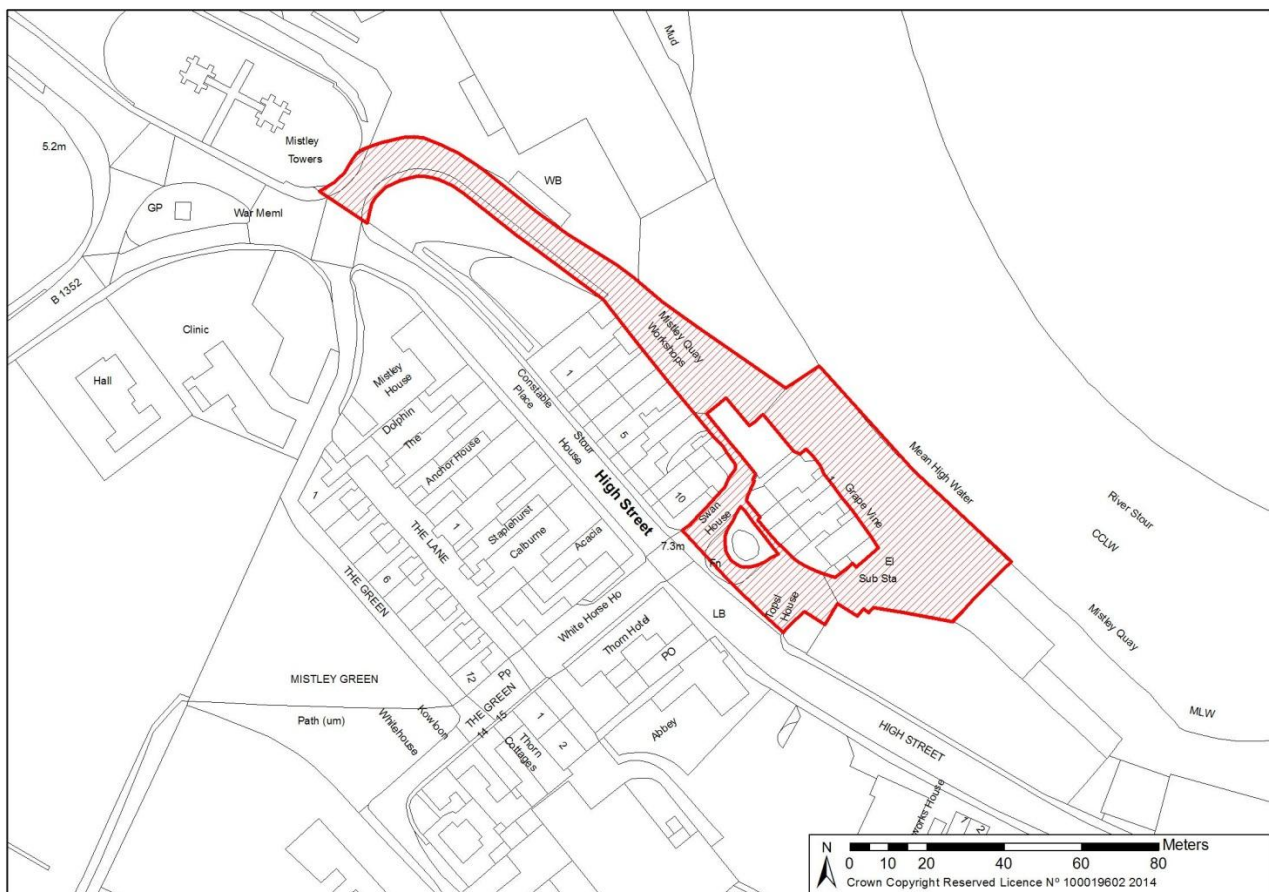 Mud
5.2m
Mistley
Towers
WB
GP
War Meml
B 1352
Clinic
Hall
Mistley
House
Dolphin
The
Anchor House
Constable
Place
1
5
10
Stour
House
Mistley Quay
Workshops
High Street
Swan
House
7.3m
Fn
1
Grape Vine
El
Sub Sta
Mean High Water
River Stour
CCLW
Mistley Quay
MLW
1
THE LANE
1
Staplehurst
Calburne
Acacia
THE GREEN
6
12
White Horse Ho
Thorn Hotel
PO
LB
Topsl
House
MISTLEY GREEN
Path (um)
Pp
THE GREEN
14
15
Kowloon
Whitehouse
1
2
Thorn
Cottages
Abbey
HIGH STREET
works House
1
2
N
0 10 20 40 60 80
Meters
Crown Copyright Reserved Licence Nº 100019602 2014